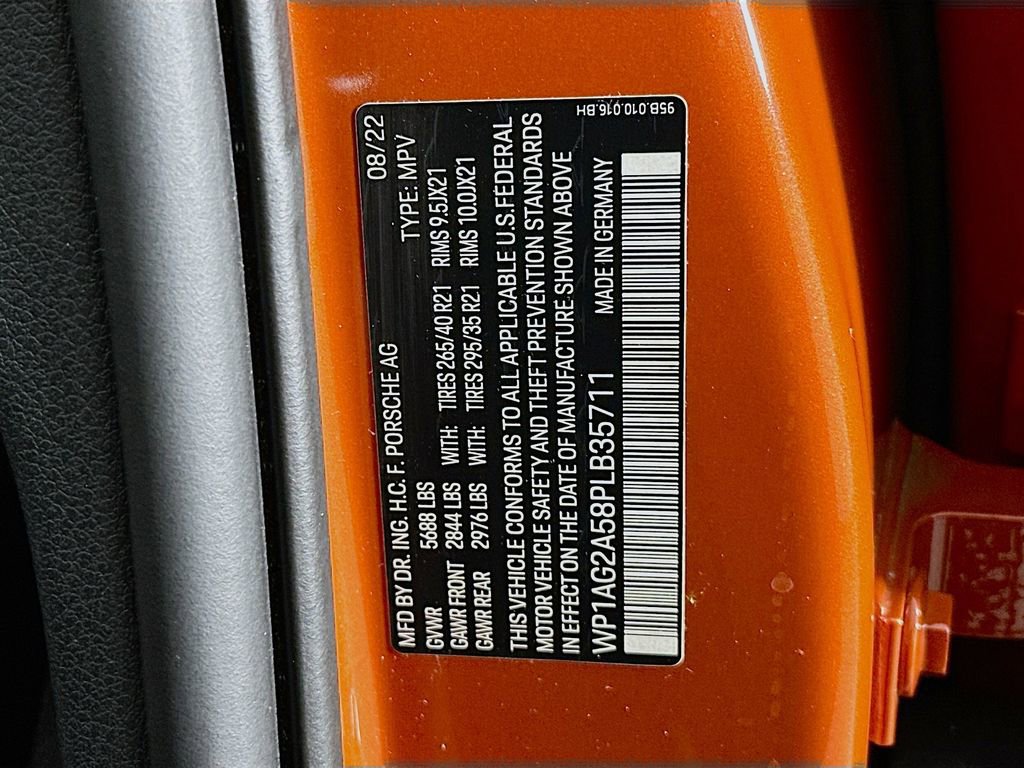 MFD BY DR. ING. H.C. F. PORSCHE AG 08/22
GVWR 5688 LBS TYPE: MPV
GAWR FRONT 2844 LBS WITH: TIRES 265/40 R21 RIMS 9.5JX21
GAWR REAR 2976 LBS WITH: TIRES 295/35 R21 RIMS 10.0JX21
THIS VEHICLE CONFORMS TO ALL APPLICABLE U.S. FEDERAL
MOTOR VEHICLE SAFETY AND THEFT PREVENTION STANDARDS
IN EFFECT ON THE DATE OF MANUFACTURE SHOWN ABOVE
WP1AG2A58PLB35711 MADE IN GERMANY
95B.010.016.BH